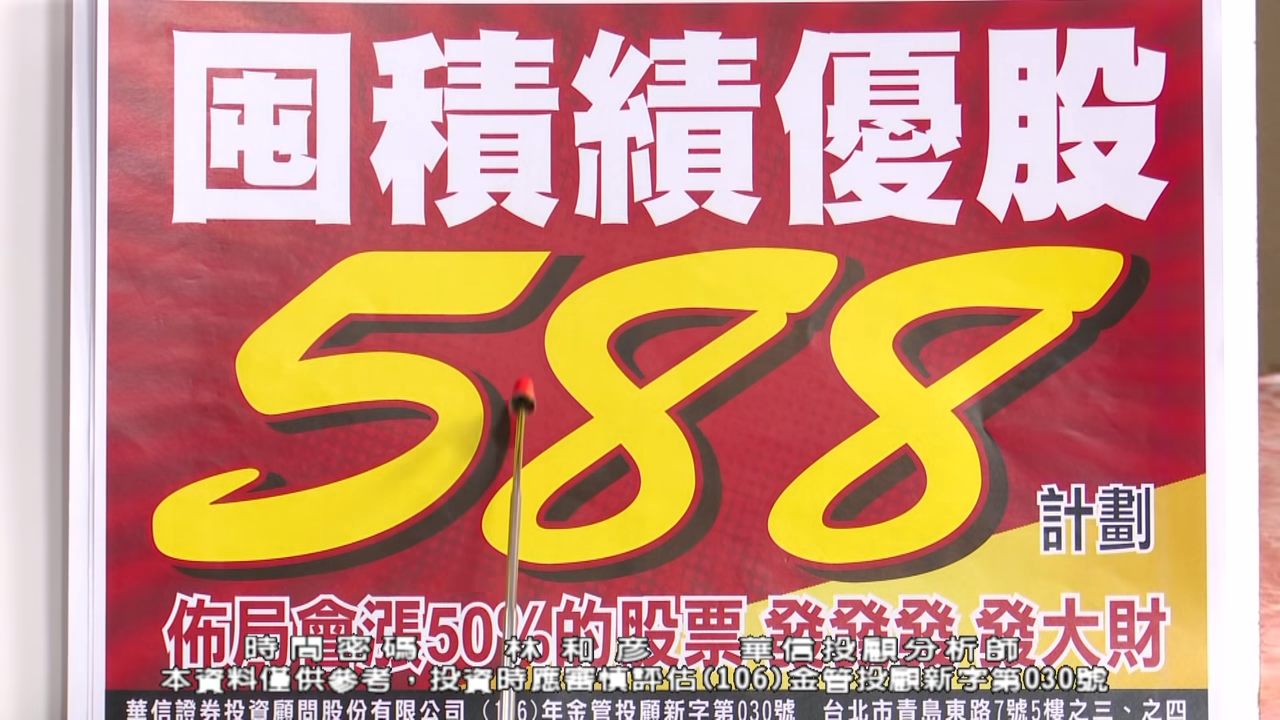 囤積績優股
588
計劃
佈局會漲50%的股票 發發發 發大財
時間密碼 林和彥 華信投顧分析師
本資料僅供參考，投資時應審慎評估(106)金管投顧新字第030號
華信證券投資顧問股份有限公司 (106)年金管投顧新字第030號 台北市青島東路7號5樓之三、之四